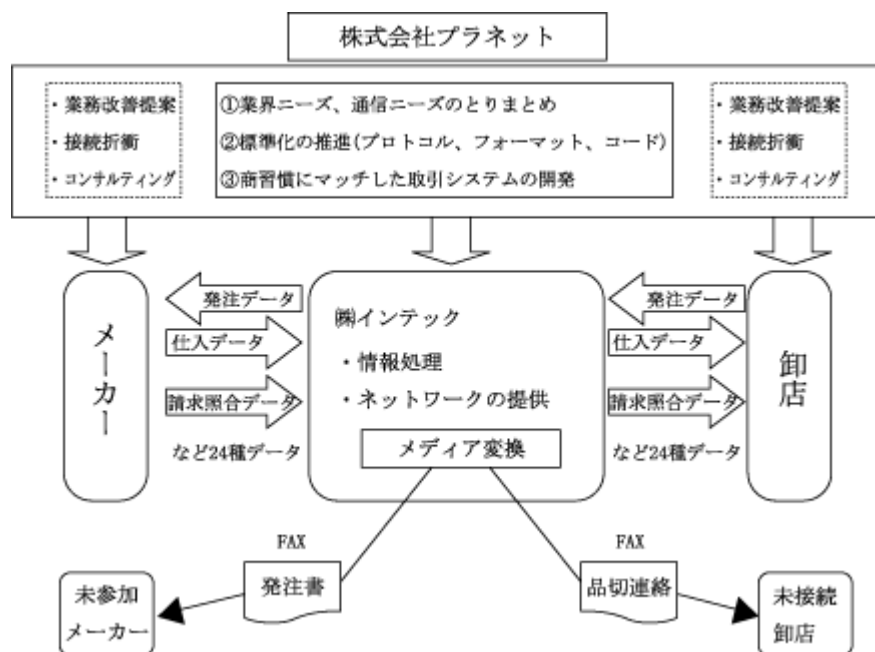 株式会社プラネット
・業務改善提案
・接続折衝
・コンサルティング
①業界ニーズ、通信ニーズのとりまとめ
②標準化の推進(プロトコル、フォーマット、コード)
③商習慣にマッチした取引システムの開発
・業務改善提案
・接続折衝
・コンサルティング
メーカー
発注データ
仕入データ
請求照合データ
など24種データ
㈱インテック
・情報処理
・ネットワークの提供
メディア変換
発注データ
仕入データ
請求照合データ
など24種データ
卸店
FAX
発注書
FAX
品切連絡
未参加
メーカー
未接続
卸店